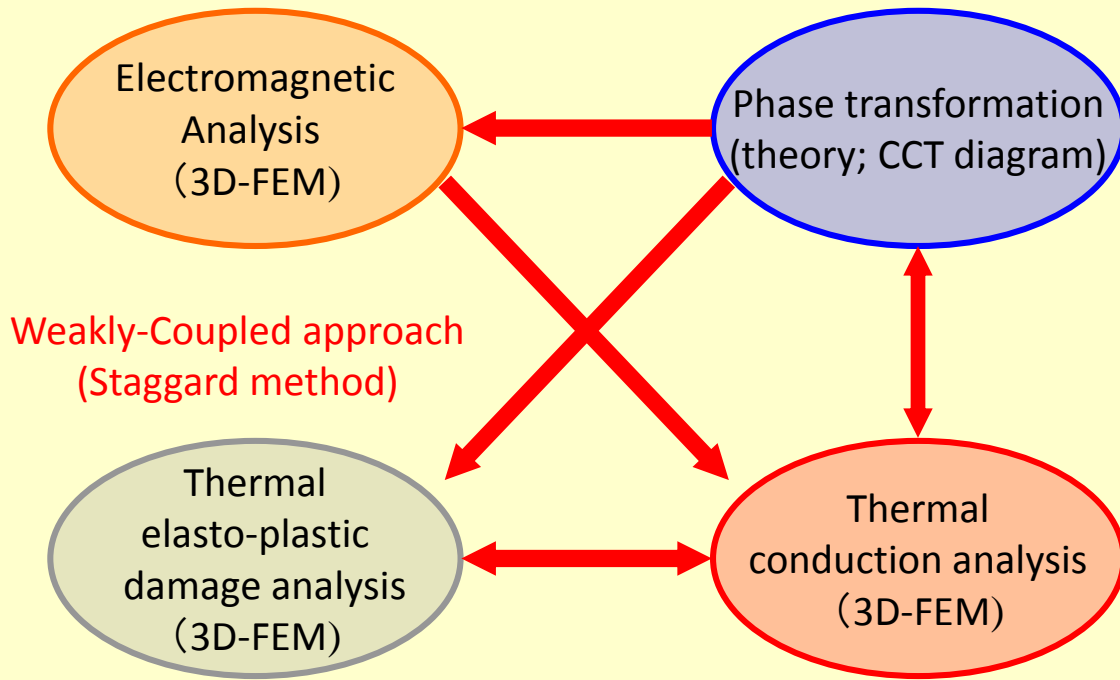 Electromagnetic
Analysis
（3D-FEM)
Phase transformation
(theory; CCT diagram)
Weakly-Coupled approach
(Staggard method)
Thermal
elasto-plastic
damage analysis
（3D-FEM)
Thermal
conduction analysis
（3D-FEM)